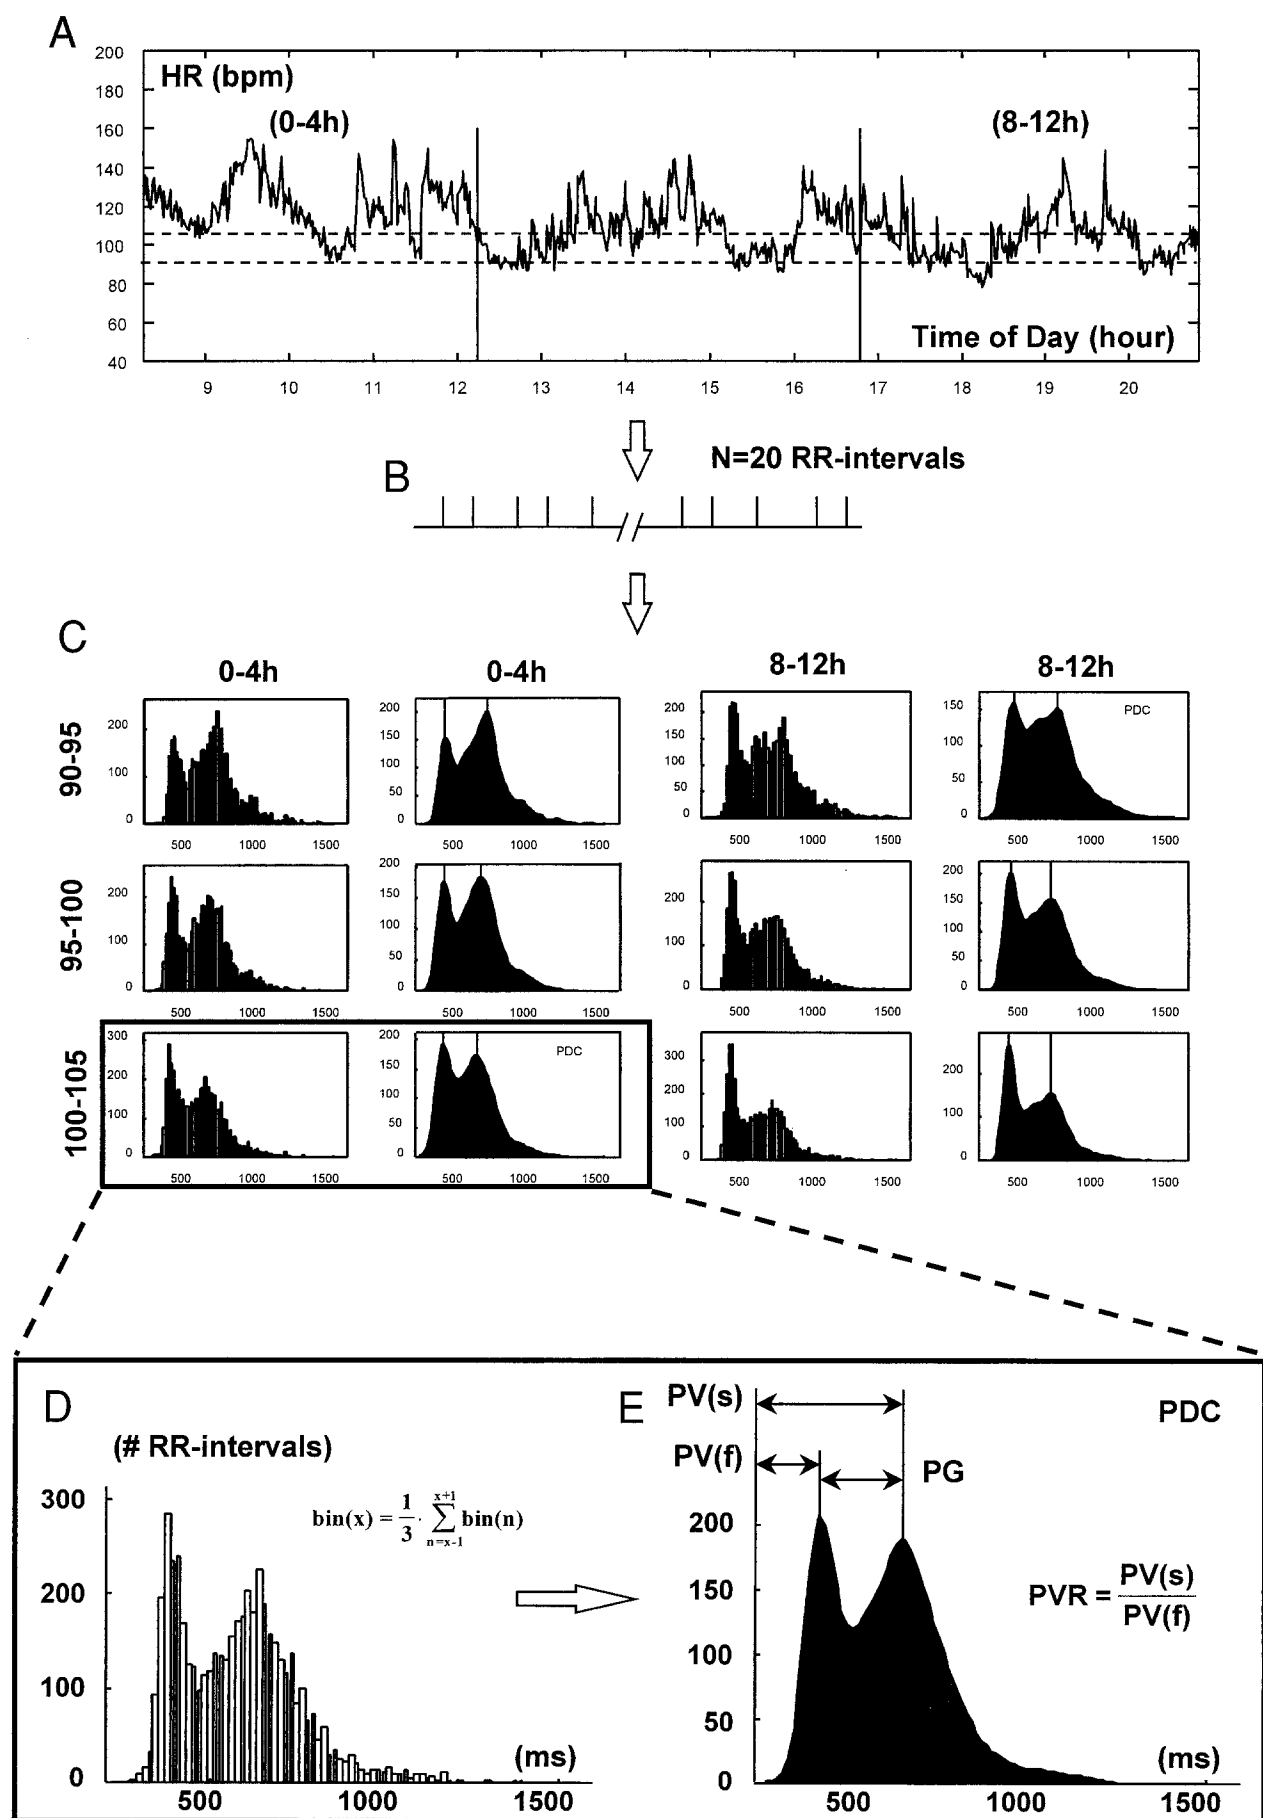 A
200
HR (bpm)
180
160
(0-4h)
(8-12h)
140
120
100
80
60
Time of Day (hour)
40
9 10 11 12 13 14 15 16 17 18 19 20
N=20 RR-intervals
B
C
0-4h 0-4h 8-12h 8-12h
90-95
200 100 0
500 1000 1500
200 150 100 50 0
500 1000 1500
200 150 100 50 0
500 1000 1500
PDC
150 100 50 0
500 1000 1500
95-100
200 100 0
500 1000 1500
200 150 100 50 0
500 1000 1500
200 100 0
500 1000 1500
200 150 100 50 0
500 1000 1500
100-105
300 200 100 0
500 1000 1500
PDC
200 150 100 50 0
500 1000 1500
300 200 100 0
500 1000 1500
200 100 0
500 1000 1500
D
(# RR-intervals)
300
bin(x) = 1/3 · x+1 ∑ n=x-1 bin(n)
200
100
0
(ms)
500 1000 1500
E
PV(s)
PDC
PV(f)
PG
200
150
PVR = PV(s) / PV(f)
100
50
0
(ms)
500 1000 1500